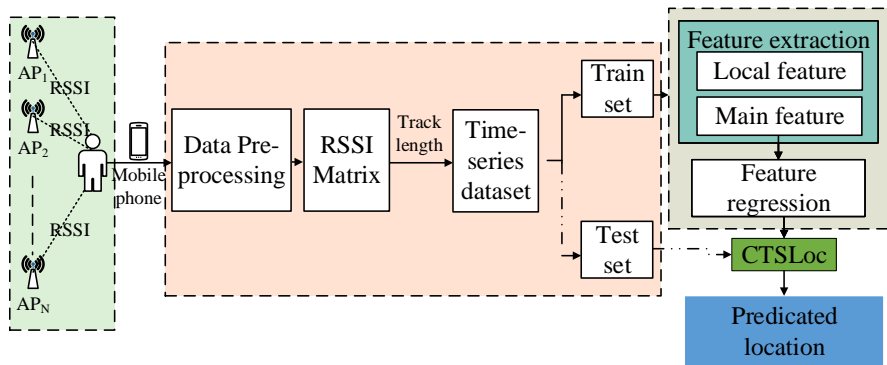 AP1
RSSI
AP2
RSSI
RSSI
APN
Mobile
phone
Data Pre-
processing
RSSI
Matrix
Track
length
Time-
series
dataset
Train
set
Test
set
Feature extraction
Local feature
Main feature
Feature
regression
CTSLoc
Predicated
location